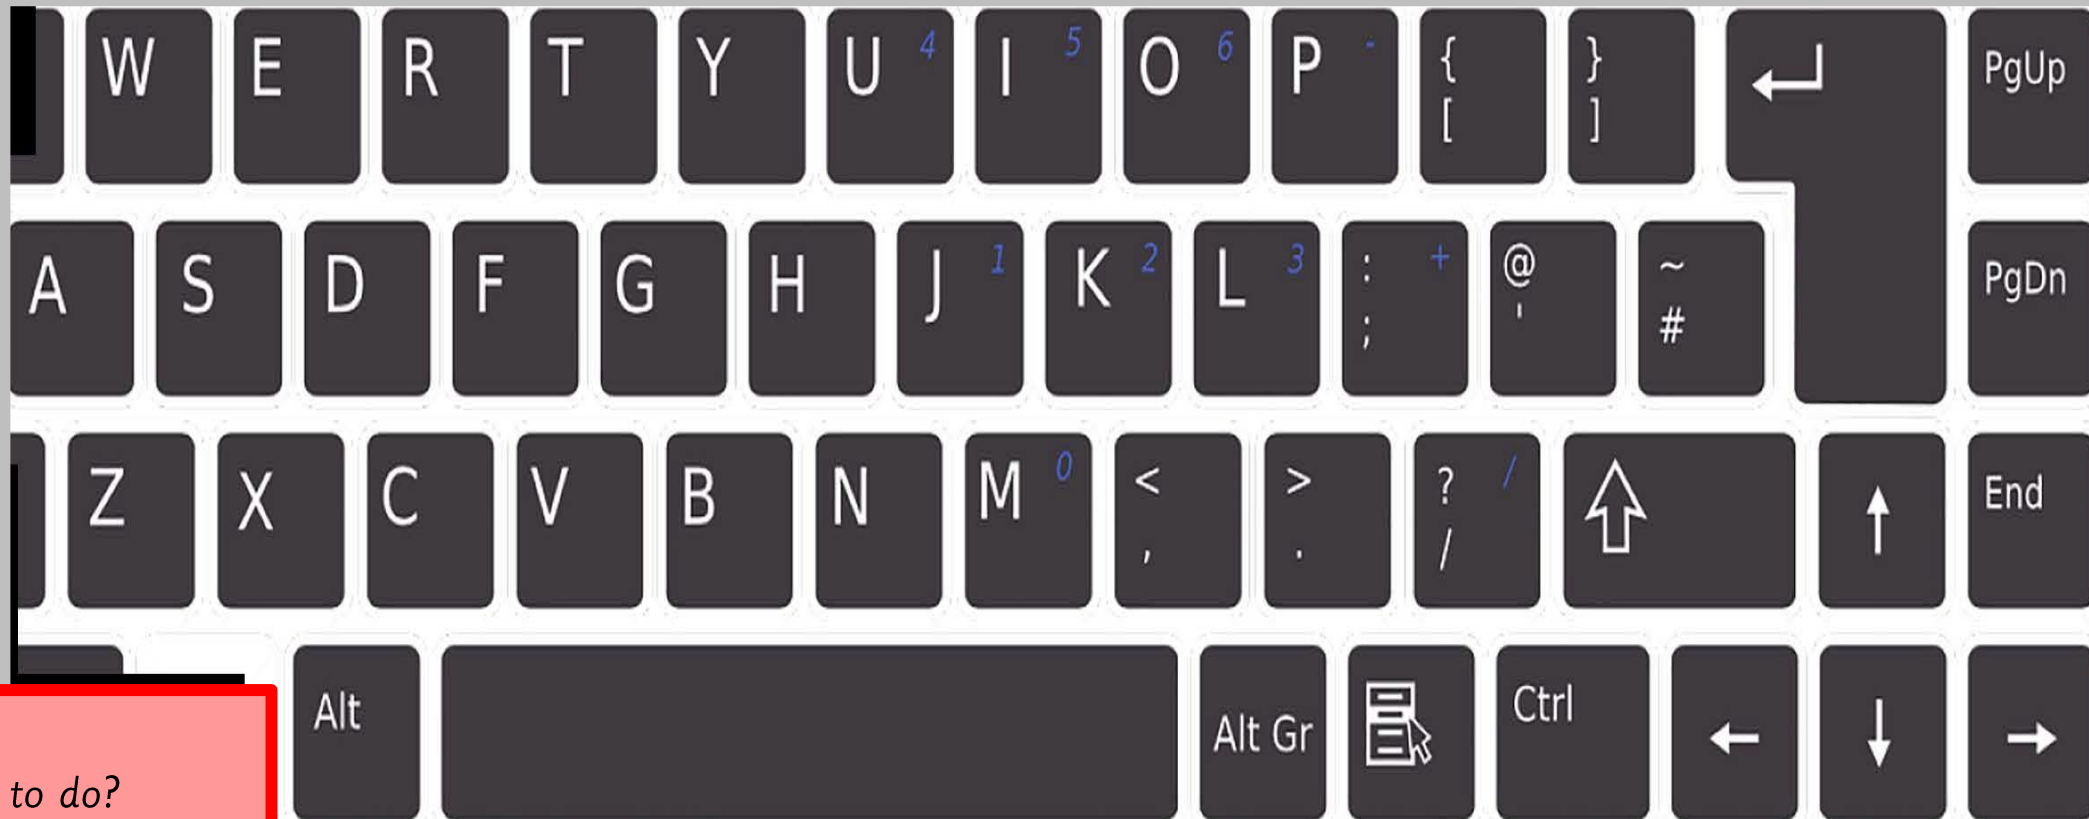 W E R T Y U 4 I 5 O 6 P - { [ } ] PgUp
A S D F G H J 1 K 2 L 3 : ; + @ ' ~ # PgDn
Z X C V B N M 0 < , > . ? / / End
Alt Alt Gr Ctrl
to do?